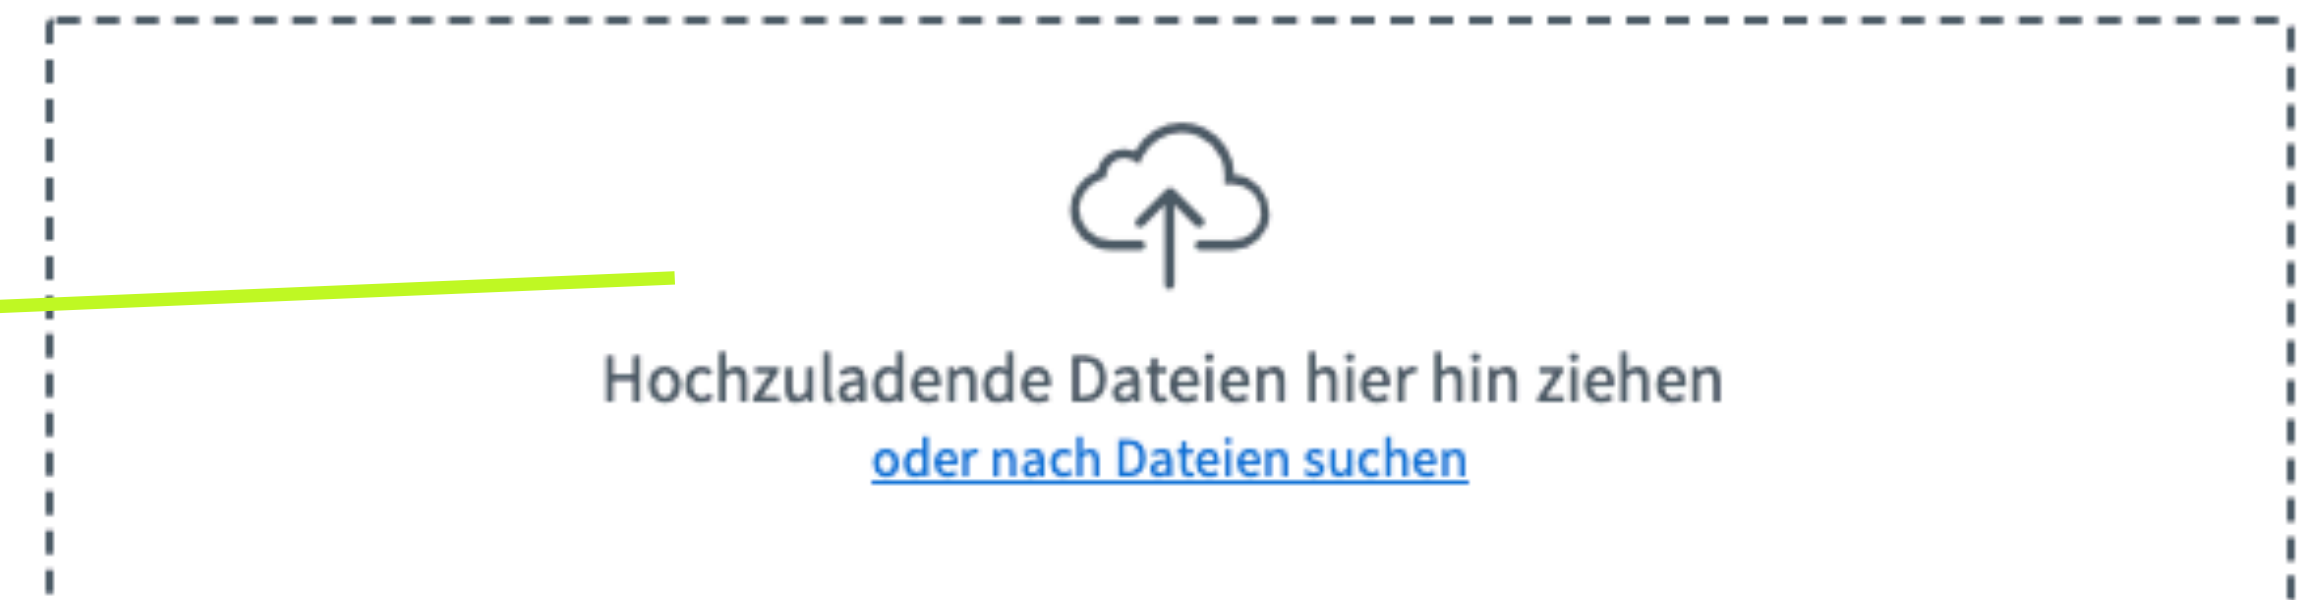 Hochzuladende Dateien hier hin ziehen
oder nach Dateien suchen